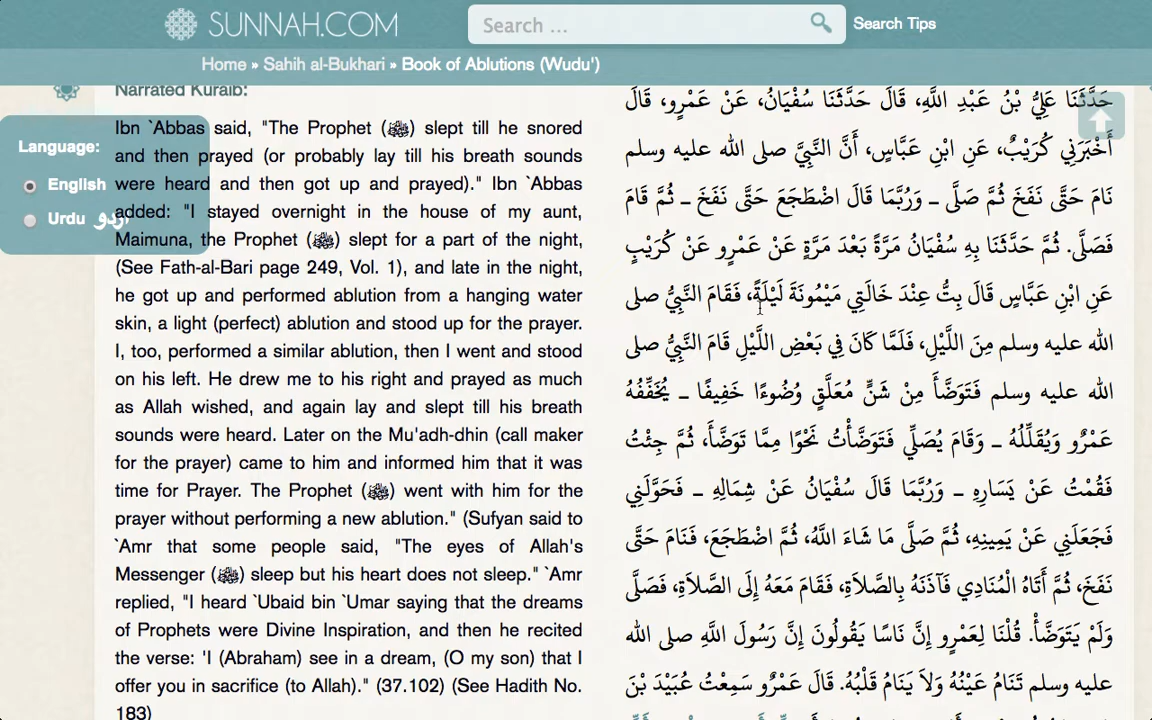 SUNNAH.COM
Search ...
Search Tips
Home » Sahih al-Bukhari » Book of Ablutions (Wudu')
Language:
English
Urdu اردو
Narrated Kuraib:
Ibn `Abbas said, "The Prophet (ﷺ) slept till he snored
and then prayed (or probably lay till his breath sounds
were heard and then got up and prayed)." Ibn `Abbas
added: "I stayed overnight in the house of my aunt,
Maimuna, the Prophet (ﷺ) slept for a part of the night,
(See Fath-al-Bari page 249, Vol. 1), and late in the night,
he got up and performed ablution from a hanging water
skin, a light (perfect) ablution and stood up for the prayer.
I, too, performed a similar ablution, then I went and stood
on his left. He drew me to his right and prayed as much
as Allah wished, and again lay and slept till his breath
sounds were heard. Later on the Mu'adh-dhin (call maker
for the prayer) came to him and informed him that it was
time for Prayer. The Prophet (ﷺ) went with him for the
prayer without performing a new ablution." (Sufyan said to
`Amr that some people said, "The eyes of Allah's
Messenger (ﷺ) sleep but his heart does not sleep." `Amr
replied, "I heard `Ubaid bin `Umar saying that the dreams
of Prophets were Divine Inspiration, and then he recited
the verse: 'I (Abraham) see in a dream, (O my son) that I
offer you in sacrifice (to Allah)." (37.102) (See Hadith No.
183)
حَدَّثَنَا عَلِيُّ بْنُ عَبْدِ اللَّهِ، قَالَ حَدَّثَنَا سُفْيَانُ، عَنْ عَمْرٍو، قَالَ
أَخْبَرَنِي كُرَيْبٌ، عَنِ ابْنِ عَبَّاسٍ، أَنَّ النَّبِيَّ صلى الله عليه وسلم
نَامَ حَتَّى نَفَخَ ثُمَّ صَلَّى ـ وَرُبَّمَا قَالَ اضْطَجَعَ حَتَّى نَفَخَ ـ ثُمَّ قَامَ
فَصَلَّى. ثُمَّ حَدَّثَنَا بِهِ سُفْيَانُ مَرَّةً بَعْدَ مَرَّةٍ عَنْ عَمْرٍو عَنْ كُرَيْبٍ
عَنِ ابْنِ عَبَّاسٍ قَالَ بِتُّ عِنْدَ خَالَتِي مَيْمُونَةَ لَيْلَةً، فَقَامَ النَّبِيُّ صلى
الله عليه وسلم مِنَ اللَّيْلِ، فَلَمَّا كَانَ فِي بَعْضِ اللَّيْلِ قَامَ النَّبِيُّ صلى
الله عليه وسلم فَتَوَضَّأَ مِنْ شَنٍّ مُعَلَّقٍ وُضُوءًا خَفِيفًا ـ يُخَفِّفُهُ
عَمْرٌو وَيُقَلِّلُهُ ـ وَقَامَ يُصَلِّي فَتَوَضَّأْتُ نَحْوًا مِمَّا تَوَضَّأَ، ثُمَّ جِئْتُ
فَقُمْتُ عَنْ يَسَارِهِ ـ وَرُبَّمَا قَالَ سُفْيَانُ عَنْ شِمَالِهِ ـ فَحَوَّلَنِي
فَجَعَلَنِي عَنْ يَمِينِهِ، ثُمَّ صَلَّى مَا شَاءَ اللَّهُ، ثُمَّ اضْطَجَعَ، فَنَامَ حَتَّى
نَفَخَ، ثُمَّ أَتَاهُ الْمُنَادِي فَآذَنَهُ بِالصَّلاَةِ، فَقَامَ مَعَهُ إِلَى الصَّلاَةِ، فَصَلَّى
وَلَمْ يَتَوَضَّأْ. قُلْنَا لِعَمْرٍو إِنَّ نَاسًا يَقُولُونَ إِنَّ رَسُولَ اللَّهِ صلى الله
عليه وسلم تَنَامُ عَيْنُهُ وَلاَ يَنَامُ قَلْبُهُ. قَالَ عَمْرٌو سَمِعْتُ عُبَيْدَ بْنَ